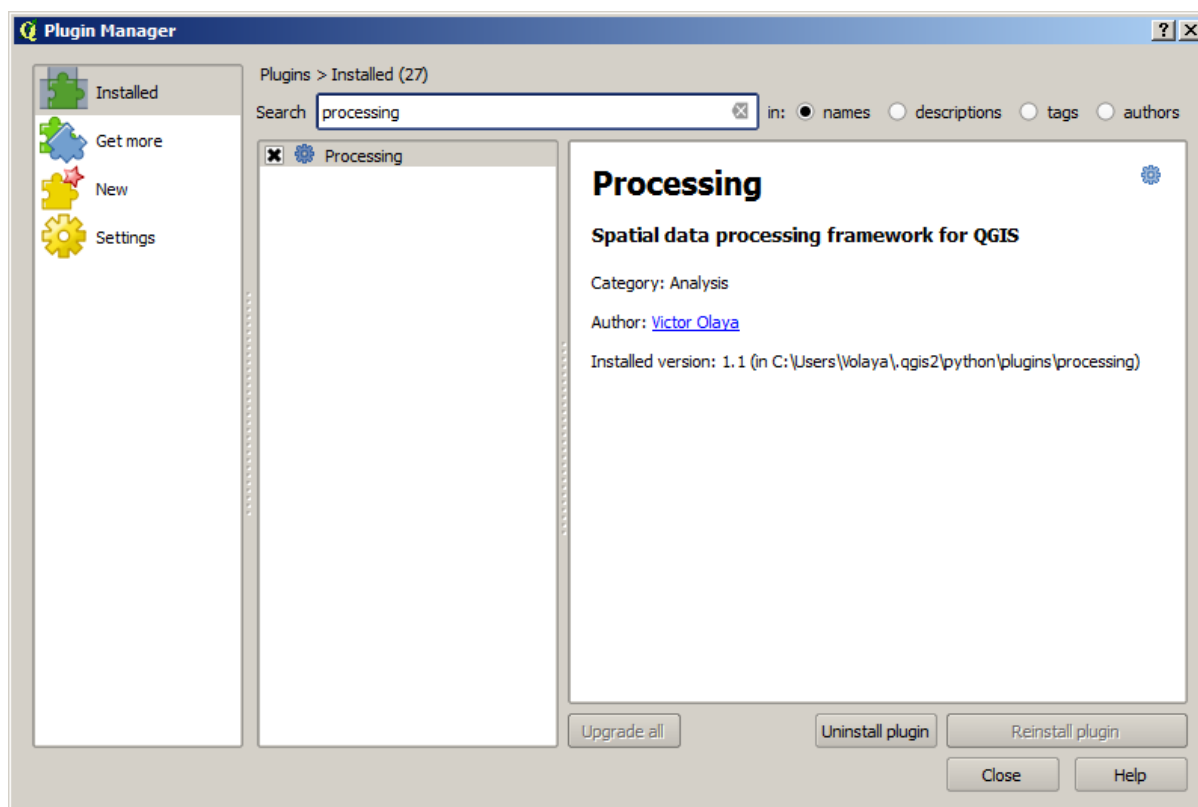 Plugin Manager
Installed
Get more
New
Settings
Plugins > Installed (27)
Search processing in: names descriptions tags authors
Processing
Processing
Spatial data processing framework for QGIS
Category: Analysis
Author: Victor Olaya
Installed version: 1.1 (in C:\Users\Volaya\.qgis2\python\plugins\processing)
Upgrade all Uninstall plugin Reinstall plugin
Close Help